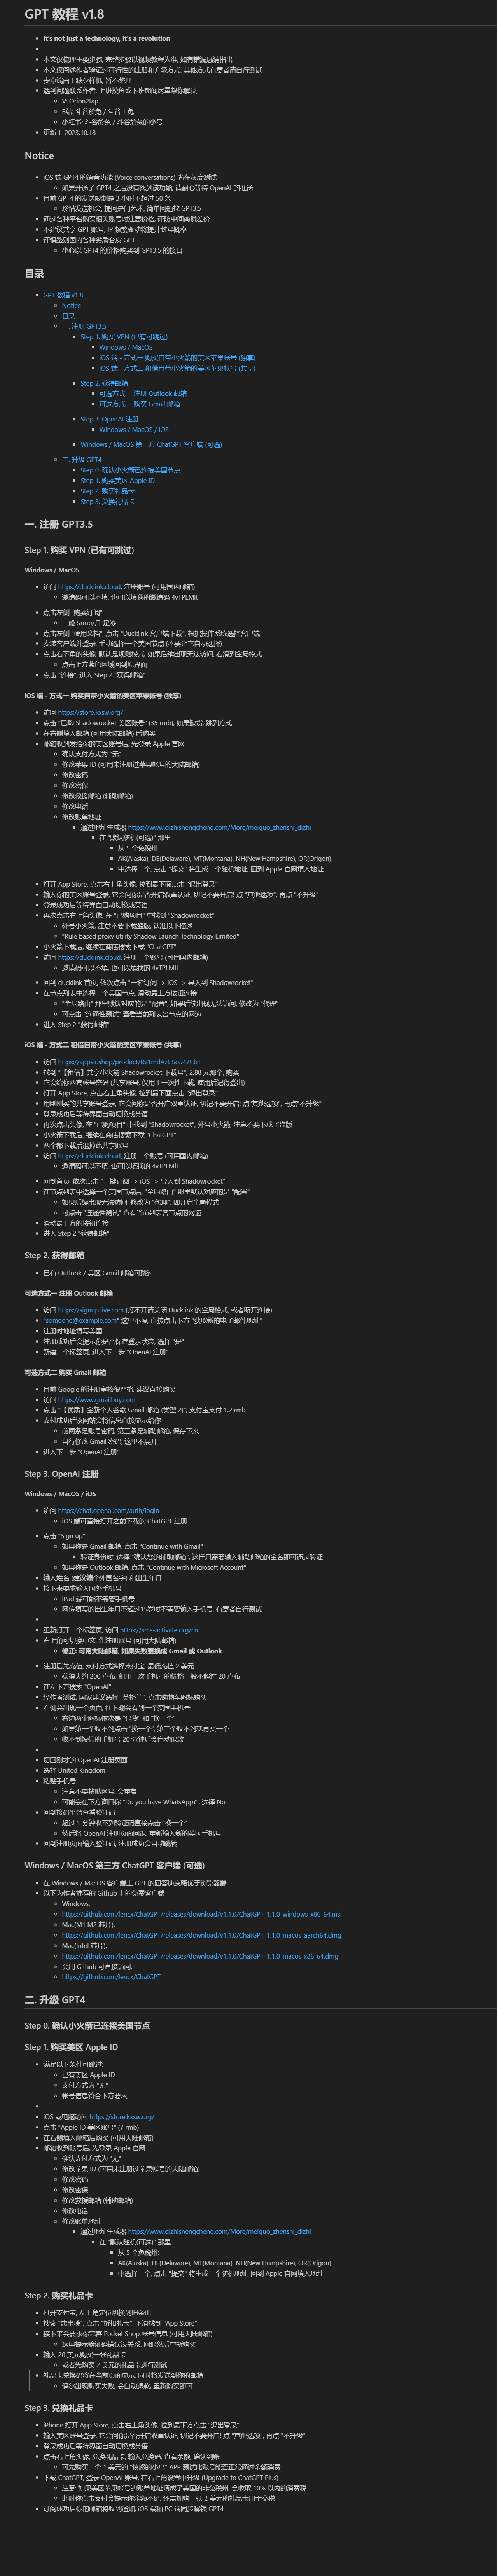 GPT 教程 v1.8
It's not just a technology, it's a revolution
本文仅梳理主要步骤, 完整步骤以视频教程为准, 如有错漏恳请指出
本文仅阐述作者验证过可行性的注册和升级方式, 其他方式有意者请自行测试
安卓端由于缺少样机, 暂不整理
遇到问题联系作者, 上班摸鱼或下班期间尽量帮你解决
V: Orion2tap
B站: 斗谷於兔 / 斗谷于兔
小红书: 斗谷於兔 / 斗谷於兔的小号
更新于 2023.10.18
Notice
iOS 端 GPT4 的语音功能 (Voice conversations) 尚在灰度测试
如果开通了 GPT4 之后没有找到该功能, 请耐心等待 OpenAI 的推送
目前 GPT4 的发送限制是 3 小时不超过 50 条
珍惜发送机会, 提问是门艺术, 简单问题找 GPT3.5
通过各种平台购买相关账号时注意价格, 谨防中间商赚差价
不建议共享 GPT 账号, IP 频繁变动将提升封号概率
谨慎鉴别国内各种劣质套皮 GPT
小心以 GPT4 的价格购买到 GPT3.5 的接口
目录
GPT 教程 v1.8
Notice
目录
一. 注册 GPT3.5
Step 1. 购买 VPN (已有可跳过)
Windows / MacOS
iOS 端 - 方式一 购买自带小火箭的美区苹果帐号 (独享)
iOS 端 - 方式二 租借自带小火箭的美区苹果帐号 (共享)
Step 2. 获得邮箱
可选方式一 注册 Outlook 邮箱
可选方式二 购买 Gmail 邮箱
Step 3. OpenAI 注册
Windows / MacOS / iOS
Windows / MacOS 第三方 ChatGPT 客户端 (可选)
二. 升级 GPT4
Step 0. 确认小火箭已连接美国节点
Step 1. 购买美区 Apple ID
Step 2. 购买礼品卡
Step 3. 兑换礼品卡
一. 注册 GPT3.5
Step 1. 购买 VPN (已有可跳过)
Windows / MacOS
访问 https://ducklink.cloud, 注册账号 (可用国内邮箱)
邀请码可以不填, 也可以填我的邀请码 4vTPLMlt
点击左侧 "购买订阅"
一般 5rmb/月 足够
点击左侧 "使用文档", 点击 "Ducklink 客户端下载", 根据操作系统选择客户端
安装客户端并登录, 手动选择一个美国节点 (不要让它自动选择)
点击右下角的头像, 默认是规则模式, 如果后续出现无法访问, 右滑到全局模式
点击上方蓝色区域回到原界面
点击 "连接", 进入 Step 2 "获得邮箱"
iOS 端 - 方式一 购买自带小火箭的美区苹果帐号 (独享)
访问 https://store.kxsw.org/
点击 "已购 Shadowrocket 美区账号" (35 rmb), 如果缺货, 跳到方式二
在右侧填入邮箱 (可用大陆邮箱) 后购买
邮箱收到发给你的美区账号后, 先登录 Apple 官网
确认支付方式为 "无"
修改苹果 ID (可用未注册过苹果帐号的大陆邮箱)
修改密码
修改密保
修改救援邮箱 (辅助邮箱)
修改电话
修改账单地址
通过地址生成器 https://www.dizhishengcheng.com/More/meiguo_zhenshi_dizhi
在 "默认随机(可选)" 那里
从 5 个免税州
AK(Alaska), DE(Delaware), MT(Montana), NH(New Hampshire), OR(Origon)
中选择一个, 点击 "提交" 将生成一个随机地址, 回到 Apple 官网填入地址
打开 App Store, 点击右上角头像, 拉到最下面点击 "退出登录"
输入你的美区账号登录, 它会问你是否开启双重认证, 切记不要开启! 点 "其他选项", 再点 "不升级"
登录成功后等待界面自动切换成英语
再次点击右上角头像, 在 "已购项目" 中找到 "Shadowrocket"
外号小火箭, 注意不要下载盗版, 认准以下描述
"Rule based proxy utility Shadow Launch Technology Limited"
小火箭下载后, 继续在商店搜索下载 "ChatGPT"
访问 https://ducklink.cloud, 注册一个账号 (可用国内邮箱)
邀请码可以不填, 也可以填我的 4vTPLMlt
回到 ducklink 首页, 依次点击 "一键订阅 -> iOS -> 导入到 Shadowrocket"
在节点列表中选择一个美国节点, 滑动最上方按钮连接
"全局路由" 那里默认对应的是 "配置", 如果后续出现无法访问, 修改为 "代理"
可点击 "连通性测试" 查看当前列表各节点的网速
进入 Step 2 "获得邮箱"
iOS 端 - 方式二 租借自带小火箭的美区苹果帐号 (共享)
访问 https://appsir.shop/product/Rv1mdAzC5oS47CbT
找到 "【租借】共享小火箭 Shadowrocket 下载号", 2.88 元那个, 购买
它会给你两套帐号密码 (共享账号, 仅用于一次性下载, 使用后记得登出)
打开 App Store, 点击右上角头像, 拉到最下面点击 "退出登录"
用刚刚买的共享账号登录, 它会问你是否开启双重认证, 切记不要开启! 点"其他选项", 再点"不升级"
登录成功后等待界面自动切换成英语
再次点击头像, 在 "已购项目" 中找到 "Shadowrocket", 外号小火箭, 注意不要下成了盗版
小火箭下载后, 继续在商店搜索下载 "ChatGPT"
两个都下载后退掉此共享账号
访问 https://ducklink.cloud, 注册一个账号 (可用国内邮箱)
邀请码可以不填, 也可以填我的 4vTPLMlt
回到首页, 依次点击 "一键订阅 -> iOS -> 导入到 Shadowrocket"
在节点列表中选择一个美国节点后, "全局路由" 那里默认对应的是 "配置"
如果后续出现无法访问, 修改为 "代理", 即开启全局模式
可点击 "连通性测试" 查看当前列表各节点的网速
滑动最上方的按钮连接
进入 Step 2 "获得邮箱"
Step 2. 获得邮箱
已有 Outlook / 美区 Gmail 邮箱可跳过
可选方式一 注册 Outlook 邮箱
访问 https://signup.live.com (打不开请关闭 Ducklink 的全局模式, 或者断开连接)
"someone@example.com" 这里不填, 直接点击下方 "获取新的电子邮件地址"
注册时地址填写美国
注册成功后会提示你是否保存登录状态, 选择 "是"
新建一个标签页, 进入下一步 "OpenAI 注册"
可选方式二 购买 Gmail 邮箱
目前 Google 的注册审核很严格, 建议直接购买
访问 https://www.gmailbuy.com
点击 "【优质】全新个人谷歌 Gmail 邮箱 (类型 2)", 支付宝支付 1.2 rmb
支付成功后该网站会将信息直接显示给你
前两条是账号密码, 第三条是辅助邮箱, 保存下来
自行修改 Gmail 密码, 这里不展开
进入下一步 "OpenAI 注册"
Step 3. OpenAI 注册
Windows / MacOS / iOS
访问 https://chat.openai.com/auth/login
iOS 端可直接打开之前下载的 ChatGPT 注册
点击 "Sign up"
如果你是 Gmail 邮箱, 点击 "Continue with Gmail"
验证身份时, 选择 "确认您的辅助邮箱", 这样只需要输入辅助邮箱的全名即可通过验证
如果你是 Outlook 邮箱, 点击 "Continue with Microsoft Account"
输入姓名 (建议编个外国名字) 和出生年月
接下来要求输入国外手机号
iPad 端可能不需要手机号
网传填写的出生年月不超过15岁时不需要输入手机号, 有意者自行测试
重新打开一个标签页, 访问 https://sms-activate.org/cn
右上角可切换中文, 先注册账号 (可用大陆邮箱)
修正: 可用大陆邮箱, 如果失败更换成 Gmail 或 Outlook
注册后先充值, 支付方式选择支付宝, 最低充值 2 美元
获得大约 200 卢布, 租用一次手机号的价格一般不超过 20 卢布
在左下方搜索 "OpenAI"
经作者测试, 国家建议选择 "英格兰", 点击购物车图标购买
右侧会出现一个页面, 往下翻会看到一个英国手机号
右边两个图标依次是 "退货" 和 "换一个"
如果第一个收不到点击 "换一个", 第二个收不到就再买一个
收不到短信的手机号 20 分钟后会自动退款
切回刚才的 OpenAI 注册页面
选择 United Kingdom
粘贴手机号
注意不要粘贴区号, 会重复
可能会在下方询问你 "Do you have WhatsApp?", 选择 No
回到接码平台查看验证码
超过 1 分钟收不到验证码直接点击 "换一个"
然后将 OpenAI 注册页面回退, 重新输入新的英国手机号
回到注册页面输入验证码, 注册成功会自动跳转
Windows / MacOS 第三方 ChatGPT 客户端 (可选)
在 Windows / MacOS 客户端上 GPT 的回答速度略优于浏览器端
以下为作者推荐的 Github 上的免费客户端
Windows:
https://github.com/lencx/ChatGPT/releases/download/v1.1.0/ChatGPT_1.1.0_windows_x86_64.msi
Mac(M1 M2 芯片):
https://github.com/lencx/ChatGPT/releases/download/v1.1.0/ChatGPT_1.1.0_macos_aarch64.dmg
Mac(Intel 芯片):
https://github.com/lencx/ChatGPT/releases/download/v1.1.0/ChatGPT_1.1.0_macos_x86_64.dmg
会用 Github 可直接访问:
https://github.com/lencx/ChatGPT
二. 升级 GPT4
Step 0. 确认小火箭已连接美国节点
Step 1. 购买美区 Apple ID
满足以下条件可跳过:
已有美区 Apple ID
支付方式为 "无"
帐号信息符合下方要求
iOS 或电脑访问 https://store.kxsw.org/
点击 "Apple ID 美区账号" (7 rmb)
在右侧填入邮箱后购买 (可用大陆邮箱)
邮箱收到账号后, 先登录 Apple 官网
确认支付方式为 "无"
修改苹果 ID (可用未注册过苹果帐号的大陆邮箱)
修改密码
修改密保
修改救援邮箱 (辅助邮箱)
修改电话
修改账单地址
通过地址生成器 https://www.dizhishengcheng.com/More/meiguo_zhenshi_dizhi
在 "默认随机(可选)" 那里
从 5 个免税州:
AK(Alaska), DE(Delaware), MT(Montana), NH(New Hampshire), OR(Origon)
中选择一个, 点击 "提交" 将生成一个随机地址, 回到 Apple 官网填入地址
Step 2. 购买礼品卡
打开支付宝, 左上角定位切换到旧金山
搜索 "惠出境", 点击 "折扣礼卡", 下滑找到 "App Store"
接下来会要求你完善 Pocket Shop 帐号信息 (可用大陆邮箱)
这里提示验证码错误没关系, 回退然后重新购买
输入 20 美元购买一张礼品卡
或者先购买 2 美元的礼品卡进行测试
礼品卡兑换码将在当前页面显示, 同时将发送到你的邮箱
偶尔出现购买失败, 会自动退款, 重新购买即可
Step 3. 兑换礼品卡
iPhone 打开 App Store, 点击右上角头像, 拉到最下方点击 "退出登录"
输入美区账号登录, 它会问你是否开启双重认证, 切记不要开启! 点 "其他选项", 再点 "不升级"
登录成功后等待界面自动切换成英语
点击右上角头像, 兑换礼品卡, 输入兑换码, 查看余额, 确认到账
可先购买一个 1 美元的 "愤怒的小鸟" APP 测试此账号能否正常通过余额消费
下载 ChatGPT, 登录 OpenAI 账号, 在右上角设置中升级 (Upgrade to ChatGPT Plus)
注意: 如果美区苹果帐号的账单地址填成了美国的非免税州, 会收取 10% 以内的消费税
此时你点击支付会提示你余额不足, 还需加购一张 2 美元的礼品卡用于交税
订阅成功后你的邮箱将收到通知, iOS 端和 PC 端同步解锁 GPT4